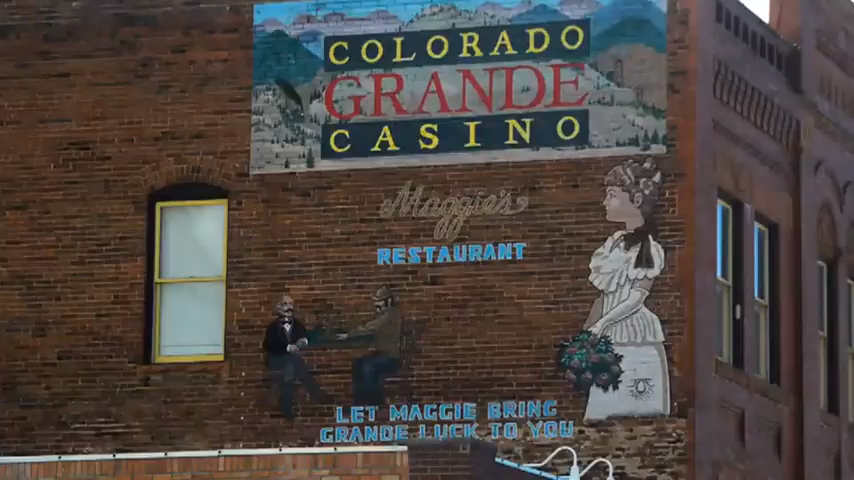 COLORADO
GRANDE
CASINO
Maggie's
RESTAURANT
LET MAGGIE BRING
GRANDE LUCK TO YOU